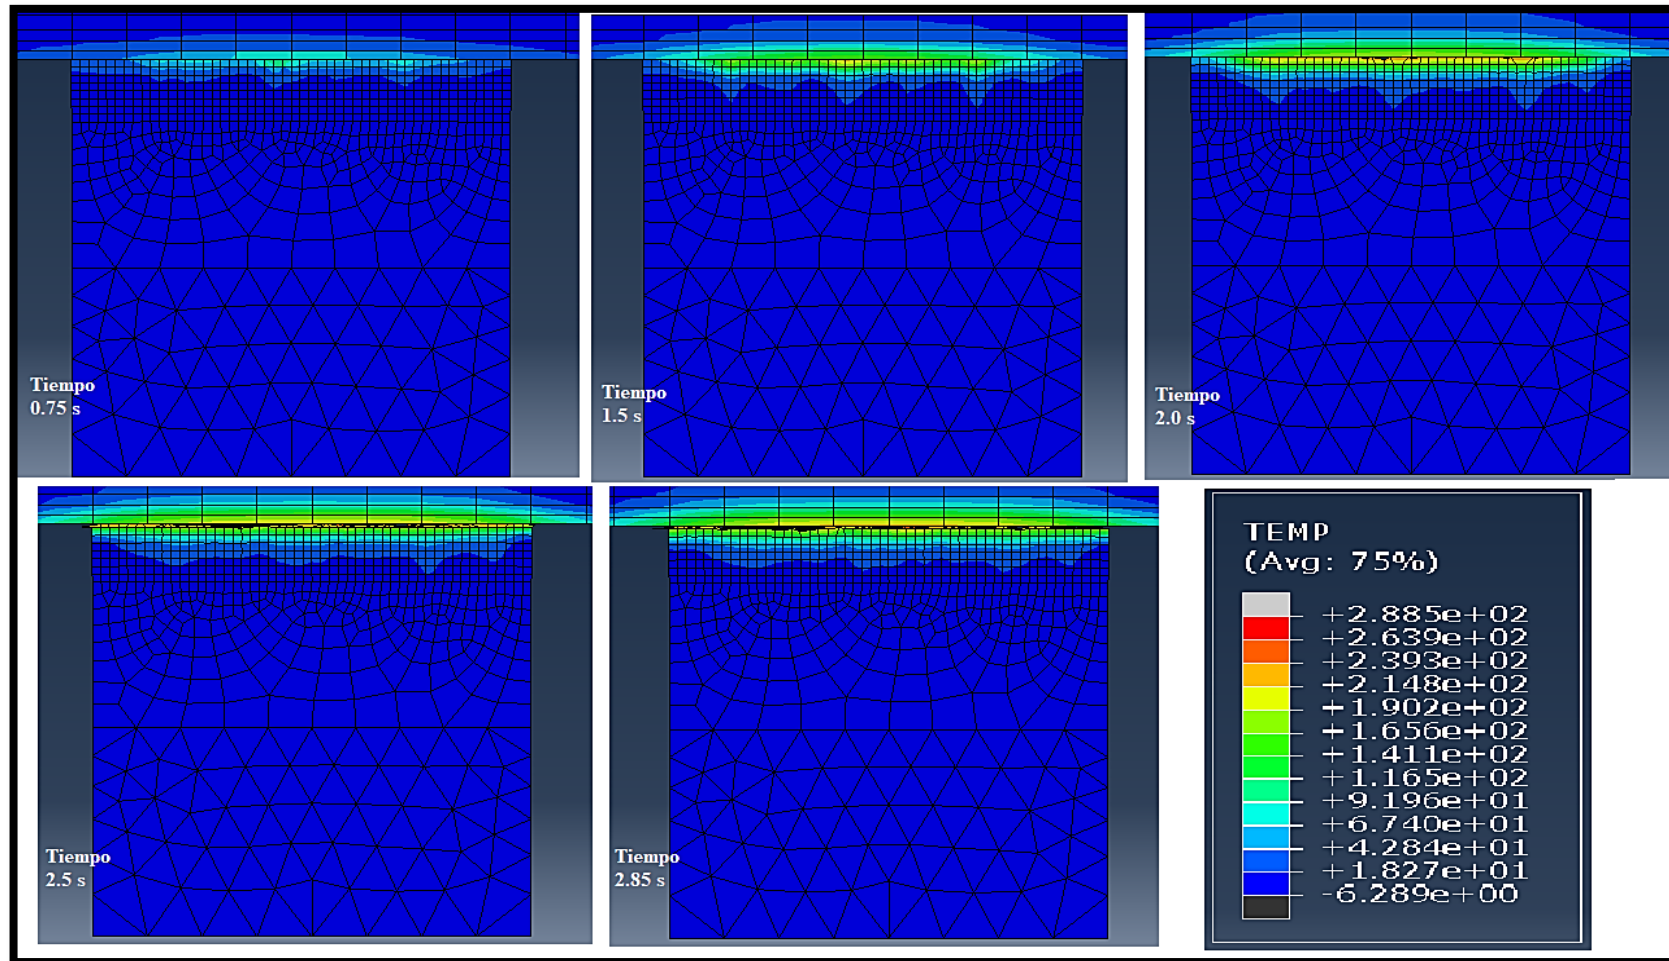 Tiempo
0.75 s
Tiempo
1.5 s
Tiempo
2.0 s
Tiempo
2.5 s
Tiempo
2.85 s
TEMP
(Avg: 75%)
+2.885e+02
+2.639e+02
+2.393e+02
+2.148e+02
+1.902e+02
+1.656e+02
+1.411e+02
+1.165e+02
+9.196e+01
+6.740e+01
+4.284e+01
+1.827e+01
-6.289e+00